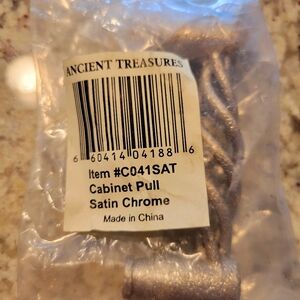 ANCIENT TREASURES
6 60414 04188 6
Item #C041SAT
Cabinet Pull
Satin Chrome
Made in China